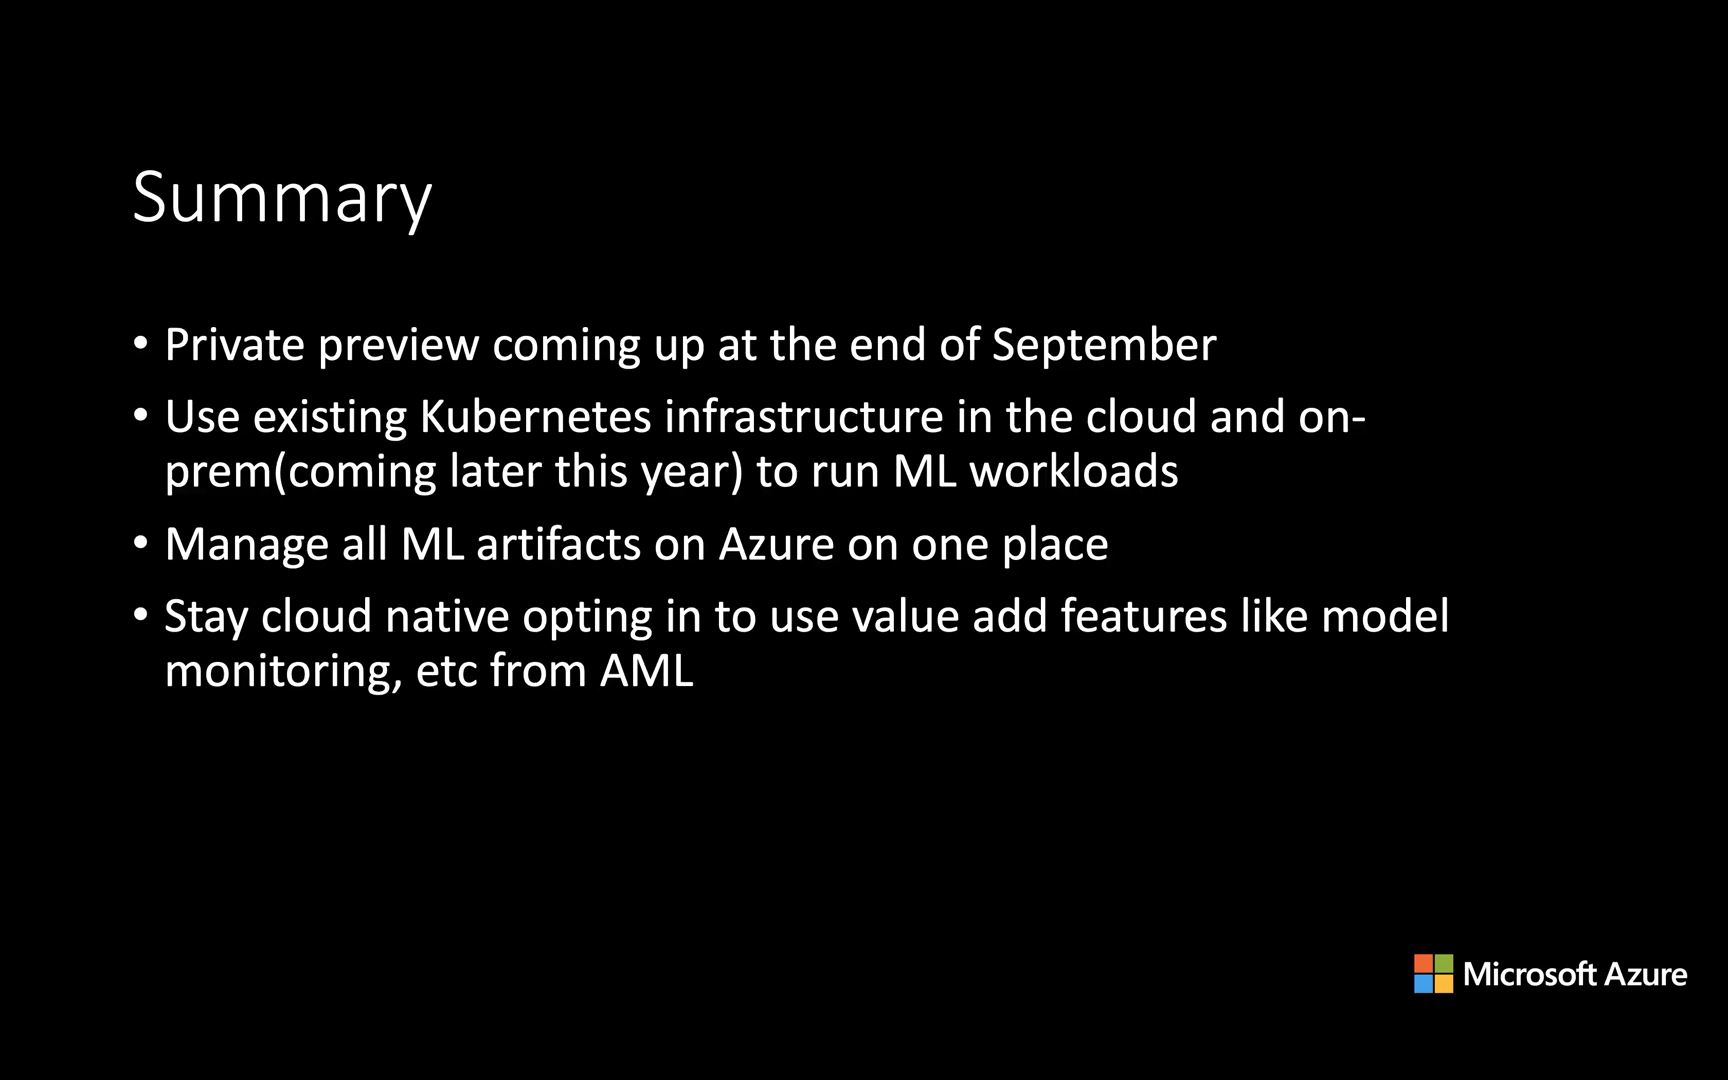 Summary
• Private preview coming up at the end of September
• Use existing Kubernetes infrastructure in the cloud and on-
prem(coming later this year) to run ML workloads
• Manage all ML artifacts on Azure on one place
• Stay cloud native opting in to use value add features like model
monitoring, etc from AML
Microsoft Azure